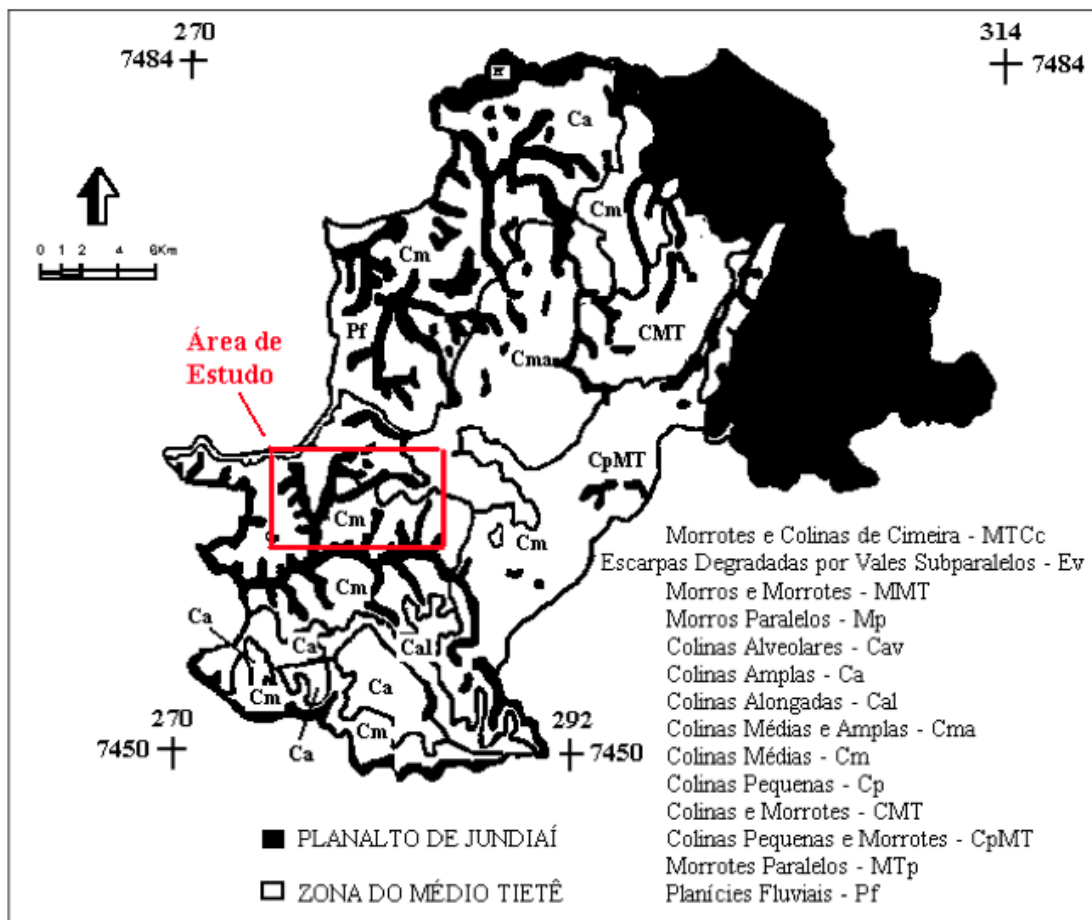 270
7484
314
7484
Ca
Cm
Cm
0 1 2 4 6Km
Pf
CMT
Cma
Área de
Estudo
CpMT
Cm
Cm
Morrotes e Colinas de Cimeira - MTCc
Escarpas Degradadas por Vales Subparalelos - Ev
Cm
Morros e Morrotes - MMT
Ca
Morros Paralelos - Mp
Ca
Cal
Colinas Alveolares - Cav
Colinas Amplas - Ca
Cm
Ca
Colinas Alongadas - Cal
270
292
Colinas Médias e Amplas - Cma
7450
Ca
Cm
7450
Colinas Médias - Cm
Colinas Pequenas - Cp
Colinas e Morrotes - CMT
PLANALTO DE JUNDIAÍ
Colinas Pequenas e Morrotes - CpMT
Morrotes Paralelos - MTp
ZONA DO MÉDIO TIETÊ
Planícies Fluviais - Pf